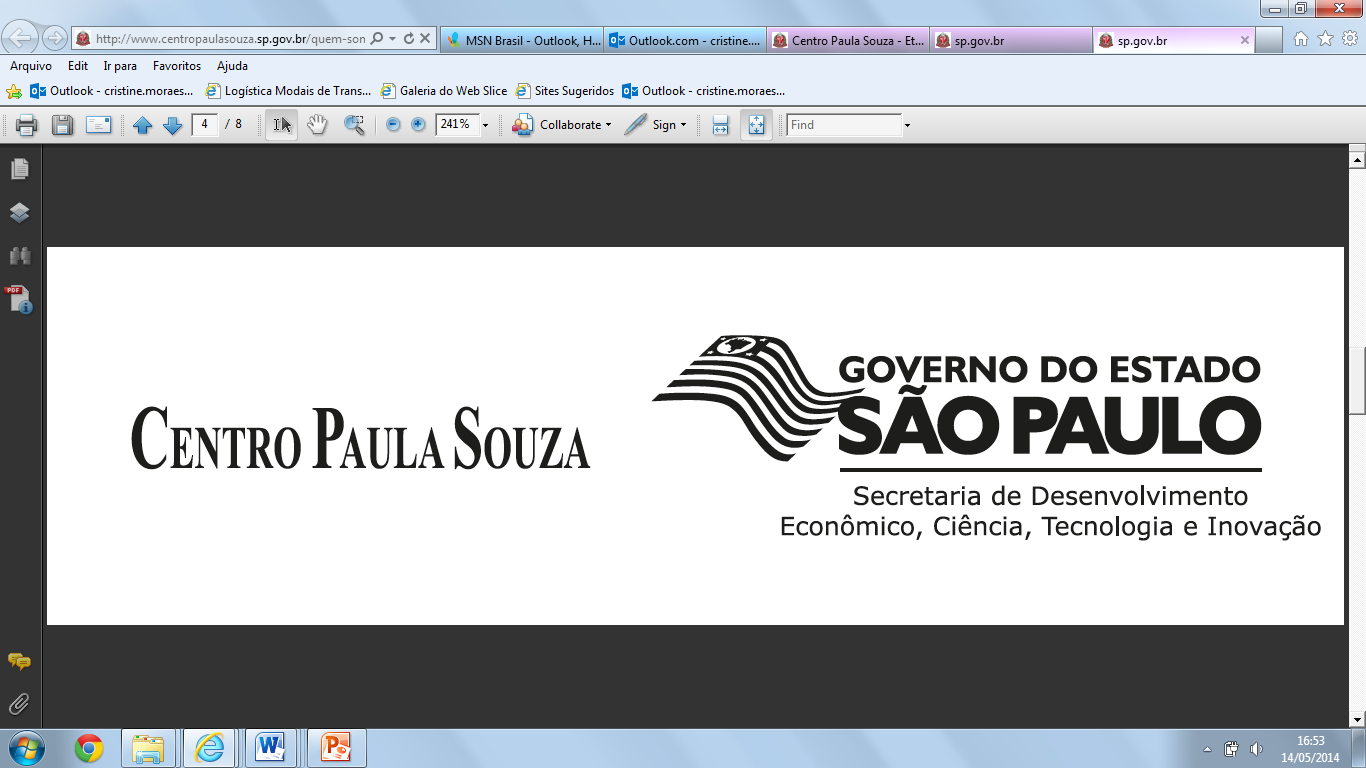 http://www.centropaulasouza.sp.gov.br/quem-son
MSN Brasil - Outlook, H...
Outlook.com - cristine....
Centro Paula Souza - Et...
sp.gov.br
sp.gov.br
Arquivo Edit Ir para Favoritos Ajuda
Outlook - cristine.moraes... Logística Modais de Trans... Galeria do Web Slice Sites Sugeridos Outlook - cristine.moraes...
4 / 8 241% Collaborate Sign Find
CENTRO PAULA SOUZA
GOVERNO DO ESTADO
SÃO PAULO
Secretaria de Desenvolvimento
Econômico, Ciência, Tecnologia e Inovação
16:53
14/05/2014